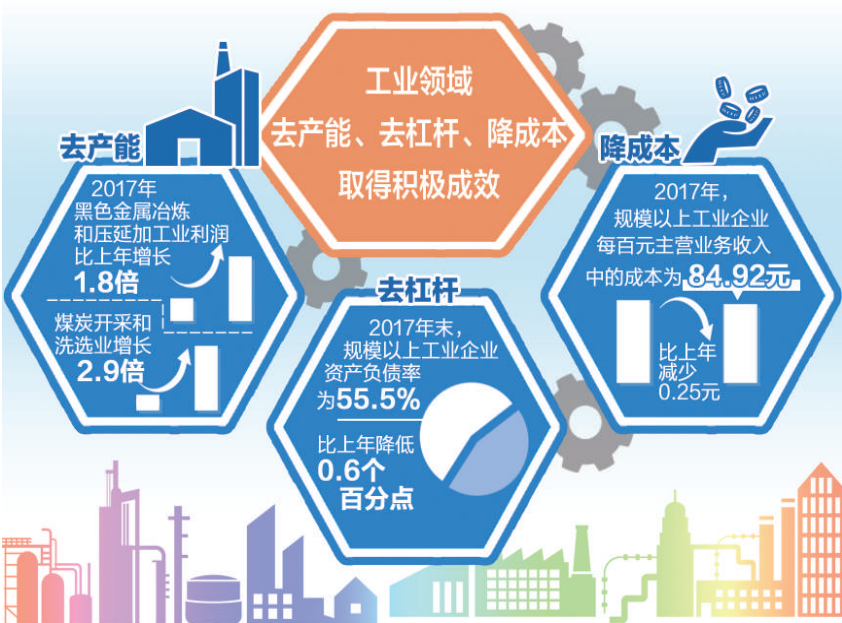 工业领域
去产能、去杠杆、降成本
取得积极成效
去产能
2017年
黑色金属冶炼
和压延加工业利润
比上年增长
1.8倍
煤炭开采和
洗选业增长
2.9倍
去杠杆
2017年末，
规模以上工业企业
资产负债率
为55.5%
比上年降低
0.6个
百分点
降成本
2017年，
规模以上工业企业
每百元主营业务收入
中的成本为84.92元
比上年
减少
0.25元